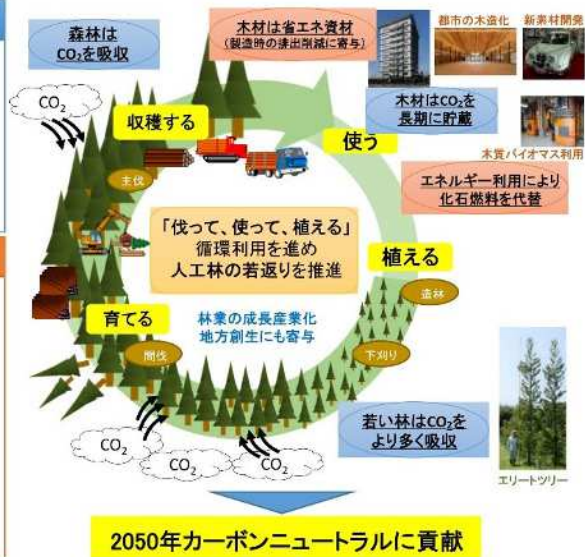 森林は
CO₂を吸収
木材は省エネ資材
(製造時の排出削減に寄与)
都市の木造化
新素材開発
CO₂
収穫する
使う
木材はCO₂を
長期に貯蔵
木質バイオマス利用
エネルギー利用により
化石燃料を代替
主伐
「伐って、使って、植える」
循環利用を進め
人工林の若返りを推進
植える
造林
育てる
林業の成長産業化
地方創生にも寄与
間伐
下刈り
若い林はCO₂を
より多く吸収
CO₂
CO₂
CO₂
エリートツリー
2050年カーボンニュートラルに貢献